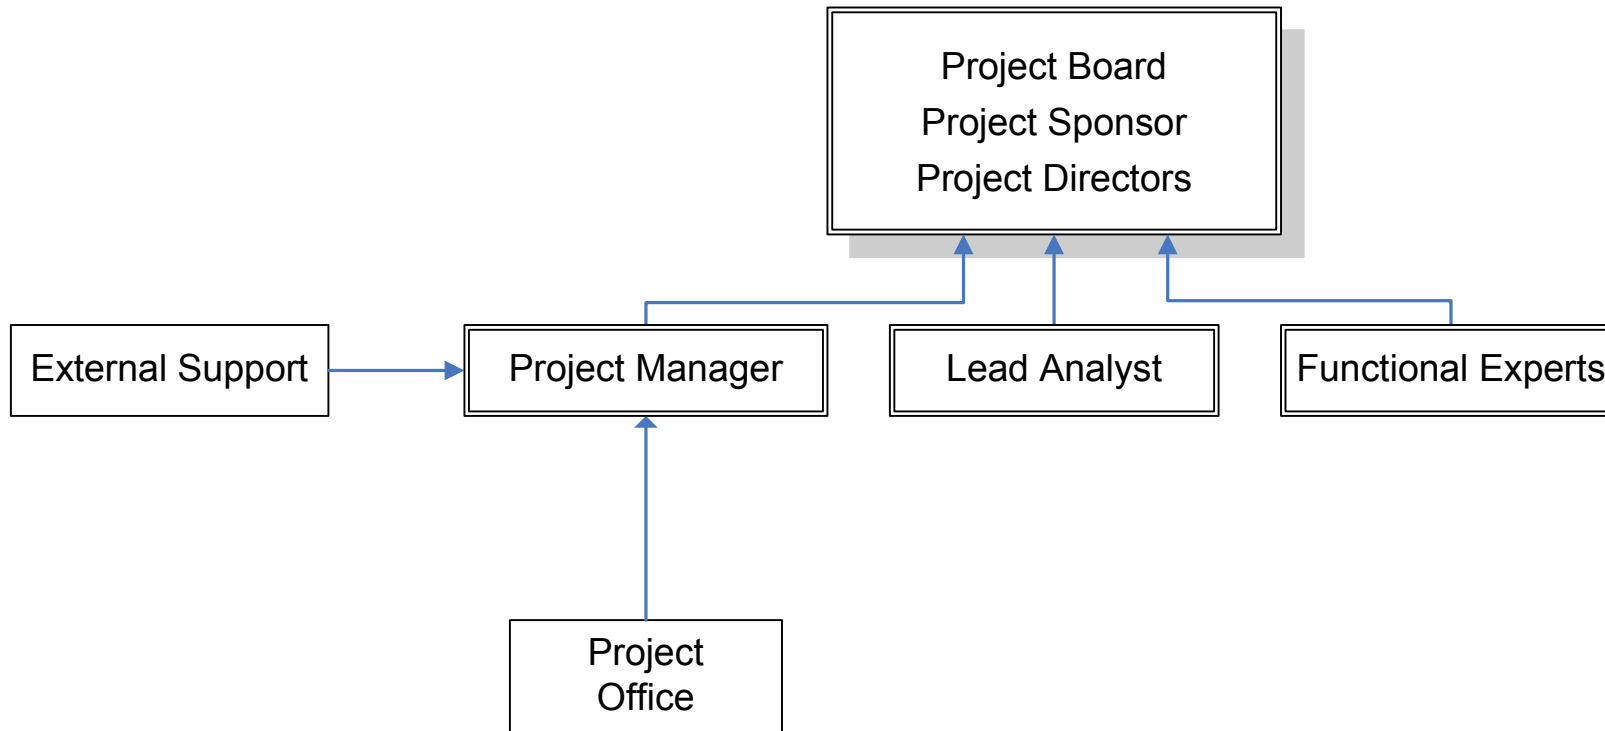 Project Board
Project Sponsor
Project Directors
External Support
Project Manager
Lead Analyst
Functional Experts
Project
Office